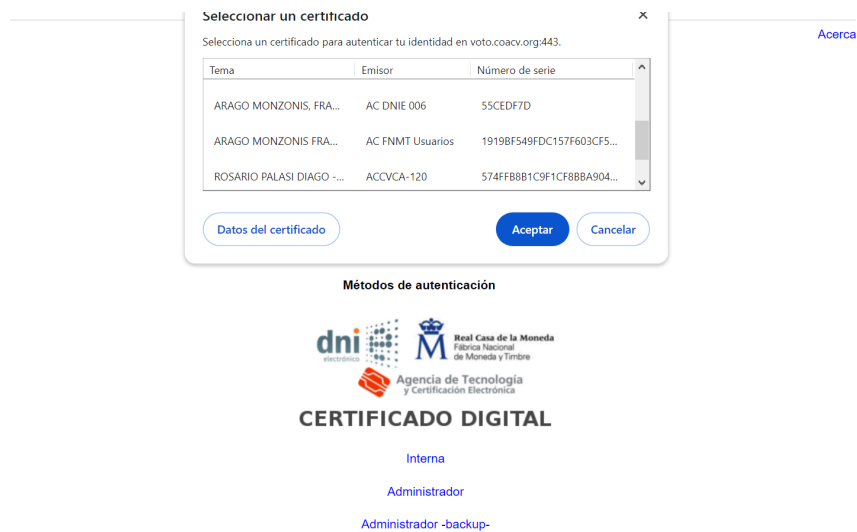 Seleccionar un certificado
Selecciona un certificado para autenticar tu identidad en voto.coacv.org:443.
Acerca
Tema Emisor Número de serie
ARAGO MONZONIS, FRA... AC DNIE 006 55CEDF7D
ARAGO MONZONIS FRA... AC FNMT Usuarios 1919BF549FDC157F603CF5...
ROSARIO PALASI DIAGO -... ACCVCA-120 574FFB8B1C9F1CF8BBA904...
Datos del certificado Aceptar Cancelar
Métodos de autenticación
dni
electrónico
M
Real Casa de la Moneda
Fábrica Nacional
de Moneda y Timbre
Agencia de Tecnología
y Certificación Electrónica
CERTIFICADO DIGITAL
Interna
Administrador
Administrador -backup-